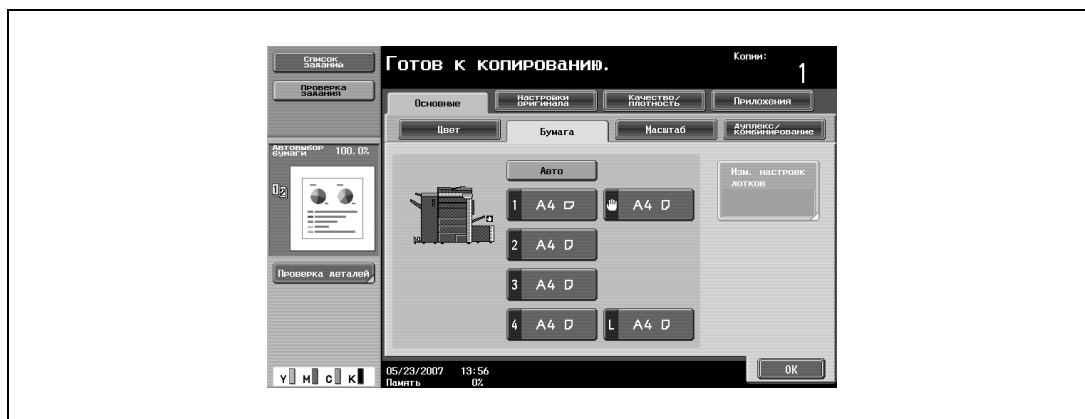 Список
заданий
Готов к копированию.
Копии:
1
Проверка
задания
Основные
Настройки
оригинала
Качество/
плотность
Приложения
Цвет
Бумага
Масштаб
Дуплекс/
комбинирование
Автовыбор
бумаги
100.0%
Авто
Изм. настроек
лотков
12
1 A4
A4
2 A4
3 A4
4 A4
L A4
Проверка деталей
Y M C K
05/23/2007 13:56
Память 0%
OK